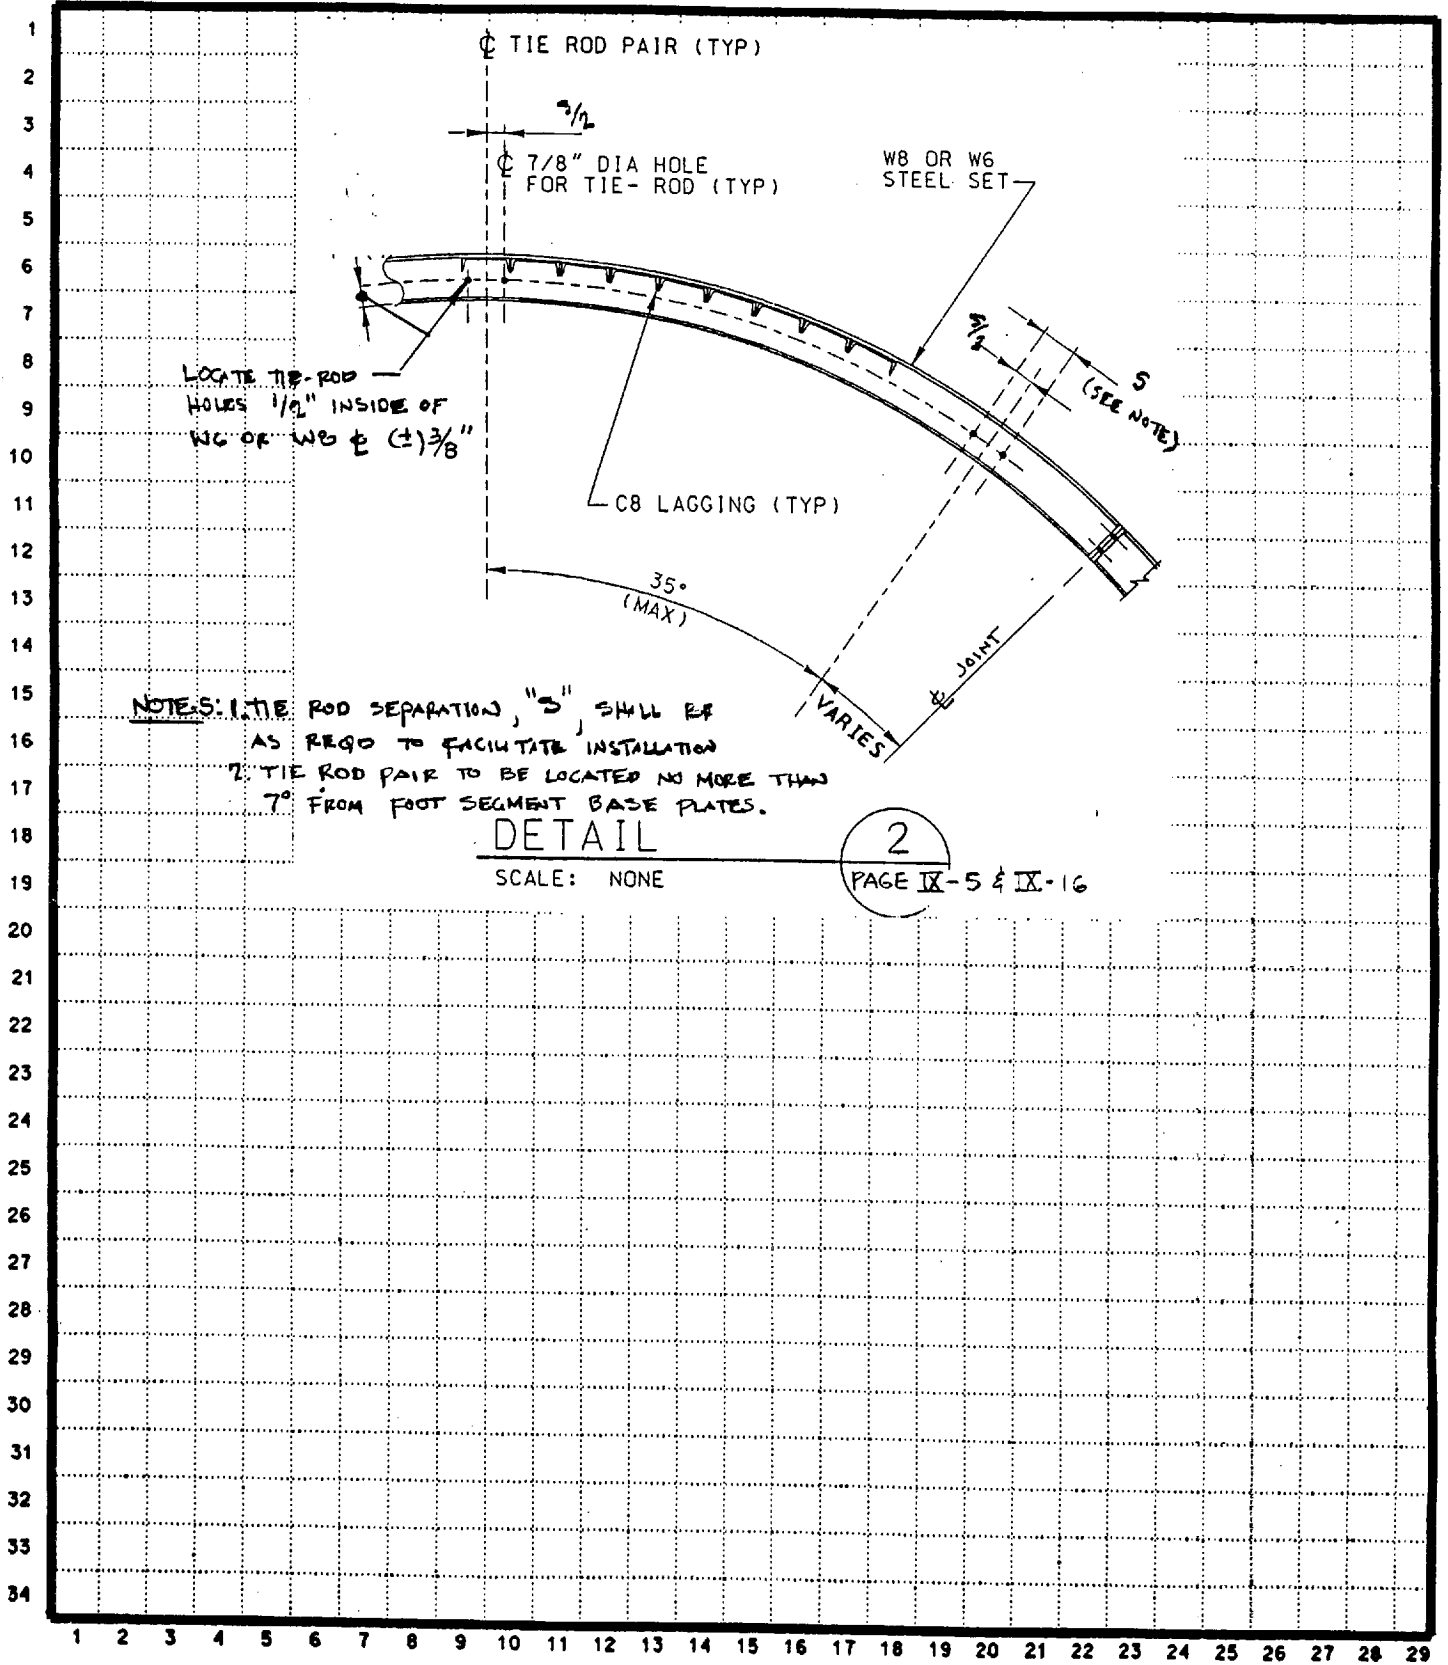 ℄ TIE ROD PAIR (TYP)
S/2
℄ 7/8" DIA HOLE
FOR TIE- ROD (TYP)
W8 OR W6
STEEL SET
S/2
S
(SEE NOTE)
LOCATE TIE-ROD
HOLES 1/2" INSIDE OF
W6 OR W8 ℄ (±) 3/8"
C8 LAGGING (TYP)
35°
(MAX)
℄ JOINT
VARIES
NOTES: 1. TIE ROD SEPARATION, "S", SHALL BE
AS REQD TO FACILITATE INSTALLATION
2. TIE ROD PAIR TO BE LOCATED NO MORE THAN
7° FROM FOOT SEGMENT BASE PLATES.
DETAIL
2
SCALE: NONE
PAGE IX-5 & IX-16
1
2
3
4
5
6
7
8
9
10
11
12
13
14
15
16
17
18
19
20
21
22
23
24
25
26
27
28
29
30
31
32
33
34
1 2 3 4 5 6 7 8 9 10 11 12 13 14 15 16 17 18 19 20 21 22 23 24 25 26 27 28 29